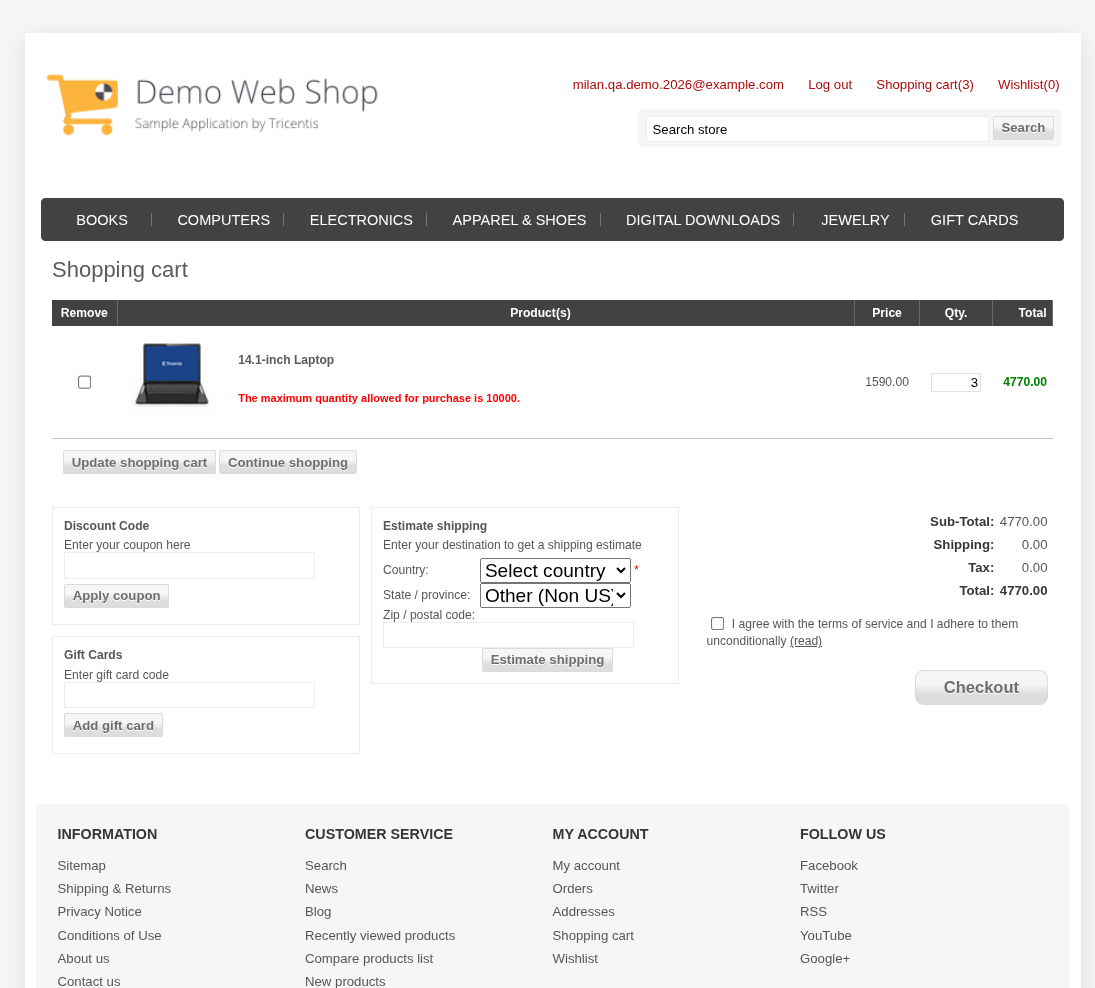 Demo Web Shop
Sample Application by Tricentis
milan.qa.demo.2026@example.com Log out Shopping cart(3) Wishlist(0)
Search store Search
BOOKS COMPUTERS ELECTRONICS APPAREL & SHOES DIGITAL DOWNLOADS JEWELRY GIFT CARDS
Shopping cart
Remove Product(s) Price Qty. Total
Tricentis
14.1-inch Laptop
The maximum quantity allowed for purchase is 10000.
1590.00 3 4770.00
Update shopping cart Continue shopping
Discount Code
Enter your coupon here
Apply coupon
Gift Cards
Enter gift card code
Add gift card
Estimate shipping
Enter your destination to get a shipping estimate
Country: Select country *
State / province: Other (Non US)
Zip / postal code:
Estimate shipping
Sub-Total: 4770.00
Shipping: 0.00
Tax: 0.00
Total: 4770.00
I agree with the terms of service and I adhere to them
unconditionally (read)
Checkout
INFORMATION
Sitemap
Shipping & Returns
Privacy Notice
Conditions of Use
About us
Contact us
CUSTOMER SERVICE
Search
News
Blog
Recently viewed products
Compare products list
New products
MY ACCOUNT
My account
Orders
Addresses
Shopping cart
Wishlist
FOLLOW US
Facebook
Twitter
RSS
YouTube
Google+